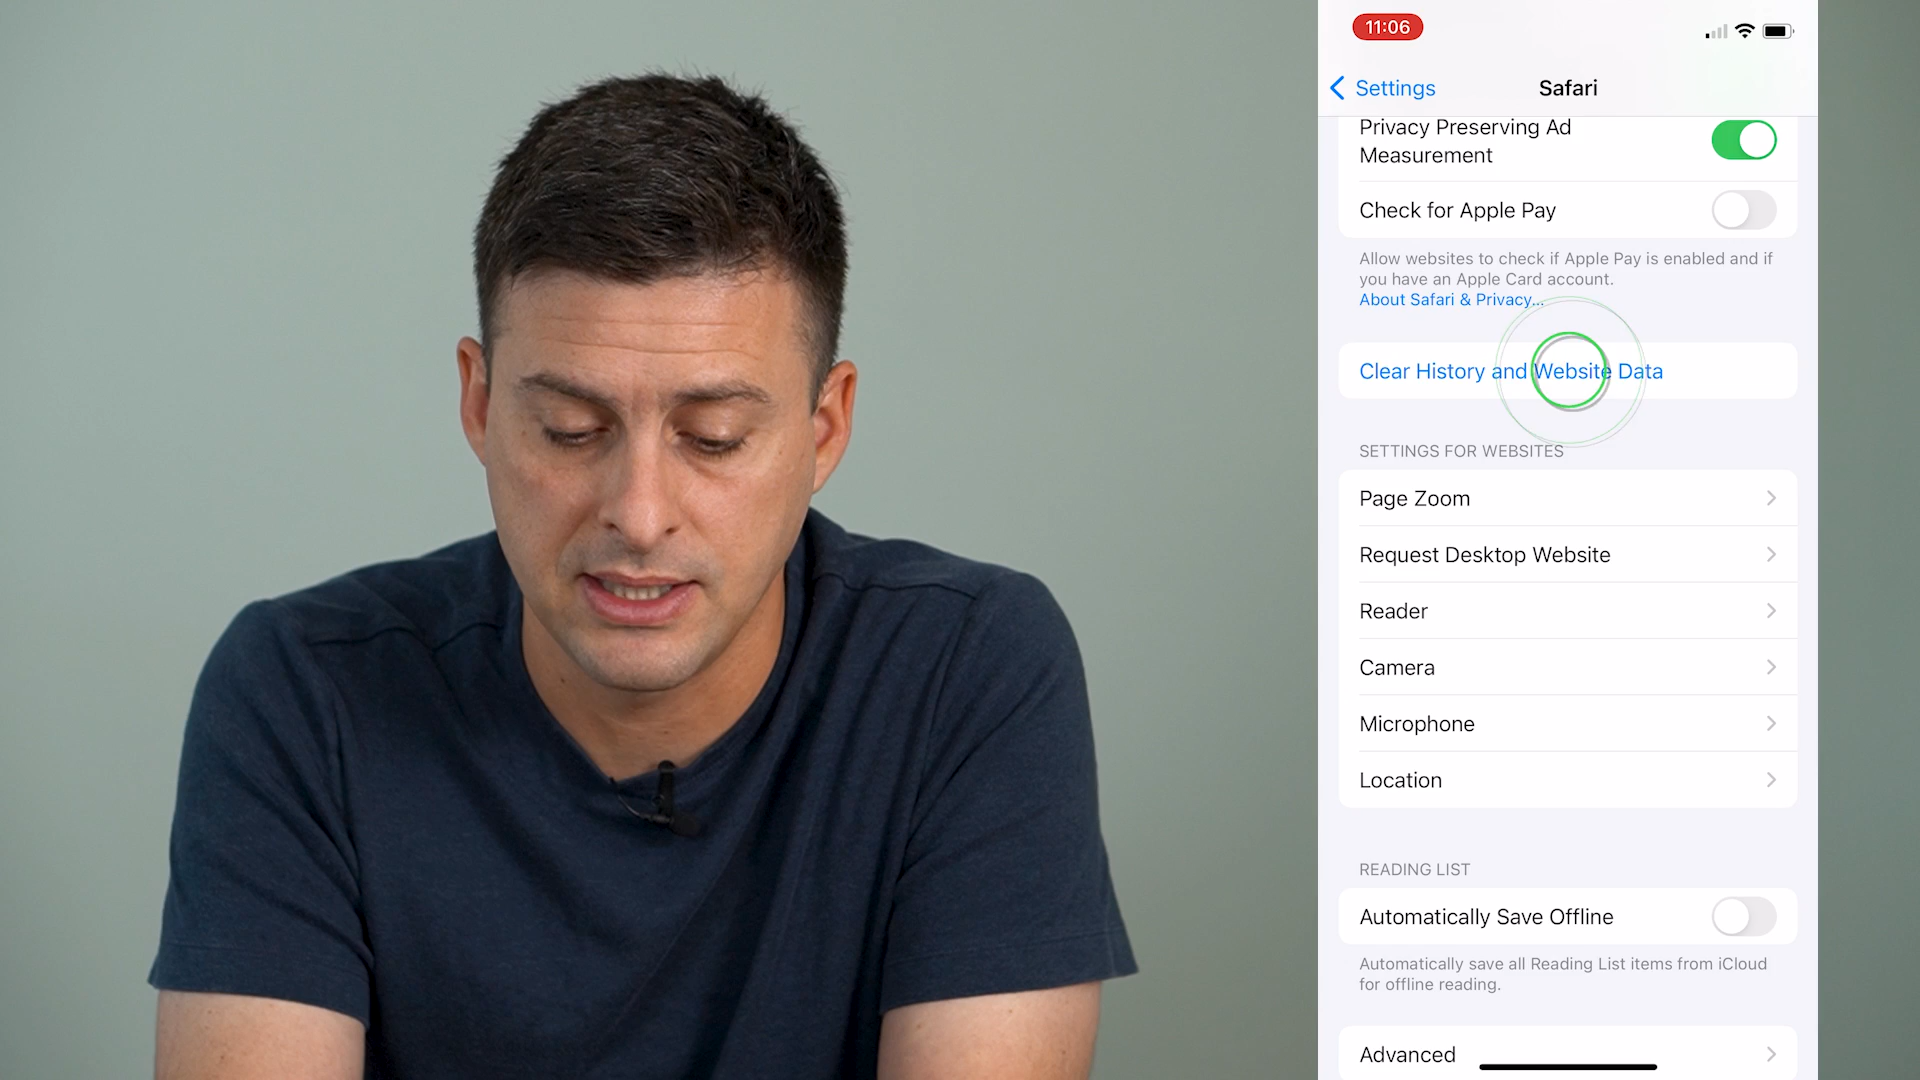 11:06
Settings
Safari
Privacy Preserving Ad
Measurement
Check for Apple Pay
Allow websites to check if Apple Pay is enabled and if
you have an Apple Card account.
About Safari & Privacy...
Clear History and Website Data
SETTINGS FOR WEBSITES
Page Zoom
Request Desktop Website
Reader
Camera
Microphone
Location
READING LIST
Automatically Save Offline
Automatically save all Reading List items from iCloud
for offline reading.
Advanced